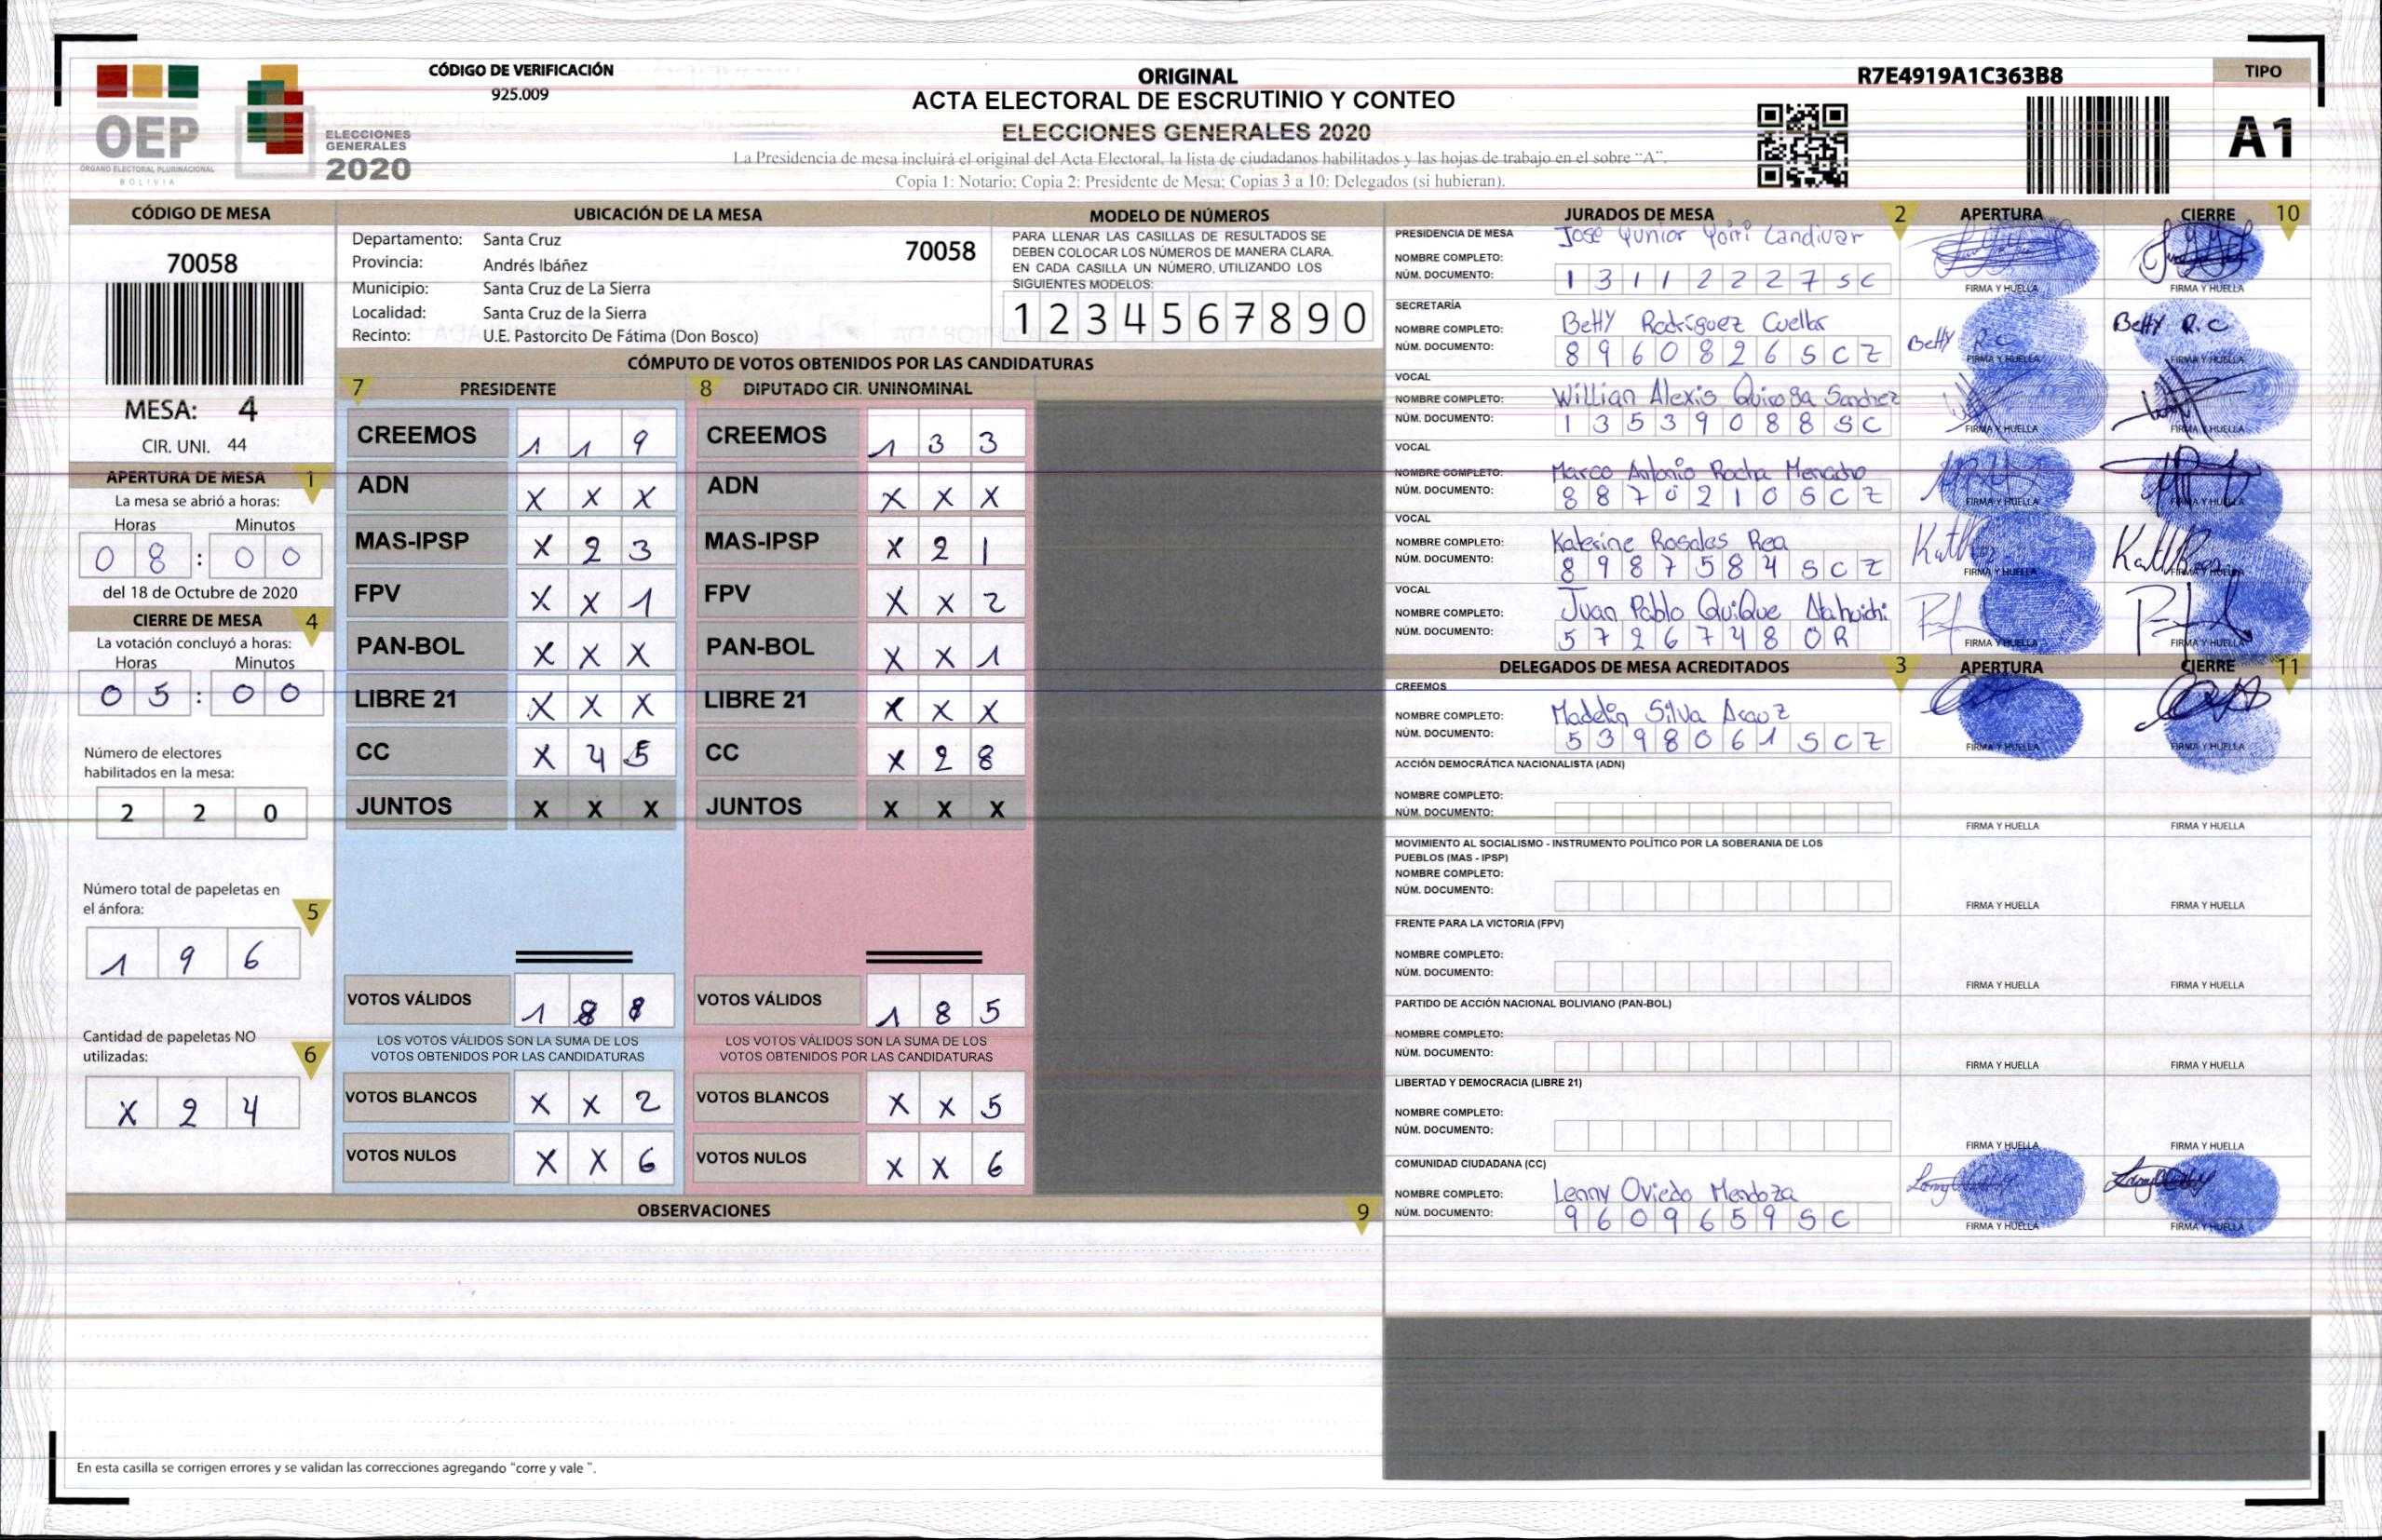 CÓDIGO DE VERIFICACIÓN
925.009
OEP
ÓRGANO ELECTORAL PLURINACIONAL
BOLIVIA
ELECCIONES
GENERALES
2020
ORIGINAL
ACTA ELECTORAL DE ESCRUTINIO Y CONTEO
ELECCIONES GENERALES 2020
La Presidencia de mesa incluirá el original del Acta Electoral, la lista de ciudadanos habilitados y las hojas de trabajo en el sobre "A".
Copia 1: Notario; Copia 2: Presidente de Mesa; Copias 3 a 10: Delegados (si hubieran).
R7E4919A1C363B8
TIPO
A1
CÓDIGO DE MESA
70058
MESA: 4
CIR. UNI. 44
APERTURA DE MESA 1
La mesa se abrió a horas:
Horas Minutos
0 8 : 0 0
del 18 de Octubre de 2020
CIERRE DE MESA 4
La votación concluyó a horas:
Horas Minutos
0 5 : 0 0
Número de electores
habilitados en la mesa:
2 2 0
Número total de papeletas en
el ánfora: 5
1 9 6
Cantidad de papeletas NO
utilizadas: 6
X 2 4
UBICACIÓN DE LA MESA
Departamento: Santa Cruz
70058
Provincia: Andrés Ibáñez
Municipio: Santa Cruz de La Sierra
Localidad: Santa Cruz de la Sierra
Recinto: U.E. Pastorcito De Fátima (Don Bosco)
MODELO DE NÚMEROS
PARA LLENAR LAS CASILLAS DE RESULTADOS SE
DEBEN COLOCAR LOS NÚMEROS DE MANERA CLARA.
EN CADA CASILLA UN NÚMERO, UTILIZANDO LOS
SIGUIENTES MODELOS:
1 2 3 4 5 6 7 8 9 0
CÓMPUTO DE VOTOS OBTENIDOS POR LAS CANDIDATURAS
7 PRESIDENTE
CREEMOS 1 1 9
ADN X X X
MAS-IPSP X 2 3
FPV X X 1
PAN-BOL X X X
LIBRE 21 X X X
CC X 4 5
JUNTOS X X X
VOTOS VÁLIDOS 1 8 8
LOS VOTOS VÁLIDOS SON LA SUMA DE LOS
VOTOS OBTENIDOS POR LAS CANDIDATURAS
VOTOS BLANCOS X X 2
VOTOS NULOS X X 6
8 DIPUTADO CIR. UNINOMINAL
CREEMOS 1 3 3
ADN X X X
MAS-IPSP X 2 1
FPV X X 2
PAN-BOL X X 1
LIBRE 21 X X X
CC X 2 8
JUNTOS X X X
VOTOS VÁLIDOS 1 8 5
LOS VOTOS VÁLIDOS SON LA SUMA DE LOS
VOTOS OBTENIDOS POR LAS CANDIDATURAS
VOTOS BLANCOS X X 5
VOTOS NULOS X X 6
OBSERVACIONES 9
En esta casilla se corrigen errores y se validan las correcciones agregando "corre y vale ".
JURADOS DE MESA 2 APERTURA CIERRE 10
PRESIDENCIA DE MESA
NOMBRE COMPLETO: José Yunior Yoiri Landivar
NÚM. DOCUMENTO: 1 3 1 1 2 2 2 7 S C
FIRMA Y HUELLA FIRMA Y HUELLA
SECRETARÍA
NOMBRE COMPLETO: Betty Rodriguez Cuellar
NÚM. DOCUMENTO: 8 9 6 0 8 2 6 S C Z
Betty R.c Betty R.c
FIRMA Y HUELLA FIRMA Y HUELLA
VOCAL
NOMBRE COMPLETO: Willian Alexis Quiroga Sanchez
NÚM. DOCUMENTO: 1 3 5 3 9 0 8 8 S C
FIRMA Y HUELLA FIRMA Y HUELLA
VOCAL
NOMBRE COMPLETO: Marco Antonio Rocha Menacho
NÚM. DOCUMENTO: 8 8 7 0 2 1 0 S C Z
FIRMA Y HUELLA FIRMA Y HUELLA
VOCAL
NOMBRE COMPLETO: Katerine Rosales Rea
NÚM. DOCUMENTO: 8 9 8 7 5 8 4 S C Z
FIRMA Y HUELLA FIRMA Y HUELLA
VOCAL
NOMBRE COMPLETO: Juan Pablo QuiQue
NÚM. DOCUMENTO: 5 7 2 6 7 4 8 O R
FIRMA Y HUELLA FIRMA Y HUELLA
DELEGADOS DE MESA ACREDITADOS 3 APERTURA CIERRE 11
CREEMOS
NOMBRE COMPLETO: Madelin Silva Arauz
NÚM. DOCUMENTO: 5 3 9 8 0 6 1 S C Z
FIRMA Y HUELLA FIRMA Y HUELLA
ACCIÓN DEMOCRÁTICA NACIONALISTA (ADN)
NOMBRE COMPLETO:
NÚM. DOCUMENTO:
FIRMA Y HUELLA FIRMA Y HUELLA
MOVIMIENTO AL SOCIALISMO - INSTRUMENTO POLÍTICO POR LA SOBERANIA DE LOS
PUEBLOS (MAS - IPSP)
NOMBRE COMPLETO:
NÚM. DOCUMENTO:
FIRMA Y HUELLA FIRMA Y HUELLA
FRENTE PARA LA VICTORIA (FPV)
NOMBRE COMPLETO:
NÚM. DOCUMENTO:
FIRMA Y HUELLA FIRMA Y HUELLA
PARTIDO DE ACCIÓN NACIONAL BOLIVIANO (PAN-BOL)
NOMBRE COMPLETO:
NÚM. DOCUMENTO:
FIRMA Y HUELLA FIRMA Y HUELLA
LIBERTAD Y DEMOCRACIA (LIBRE 21)
NOMBRE COMPLETO:
NÚM. DOCUMENTO:
FIRMA Y HUELLA FIRMA Y HUELLA
COMUNIDAD CIUDADANA (CC)
NOMBRE COMPLETO: Lenny Oviedo Mendoza
NÚM. DOCUMENTO: 9 6 0 9 6 5 9 S C
FIRMA Y HUELLA FIRMA Y HUELLA